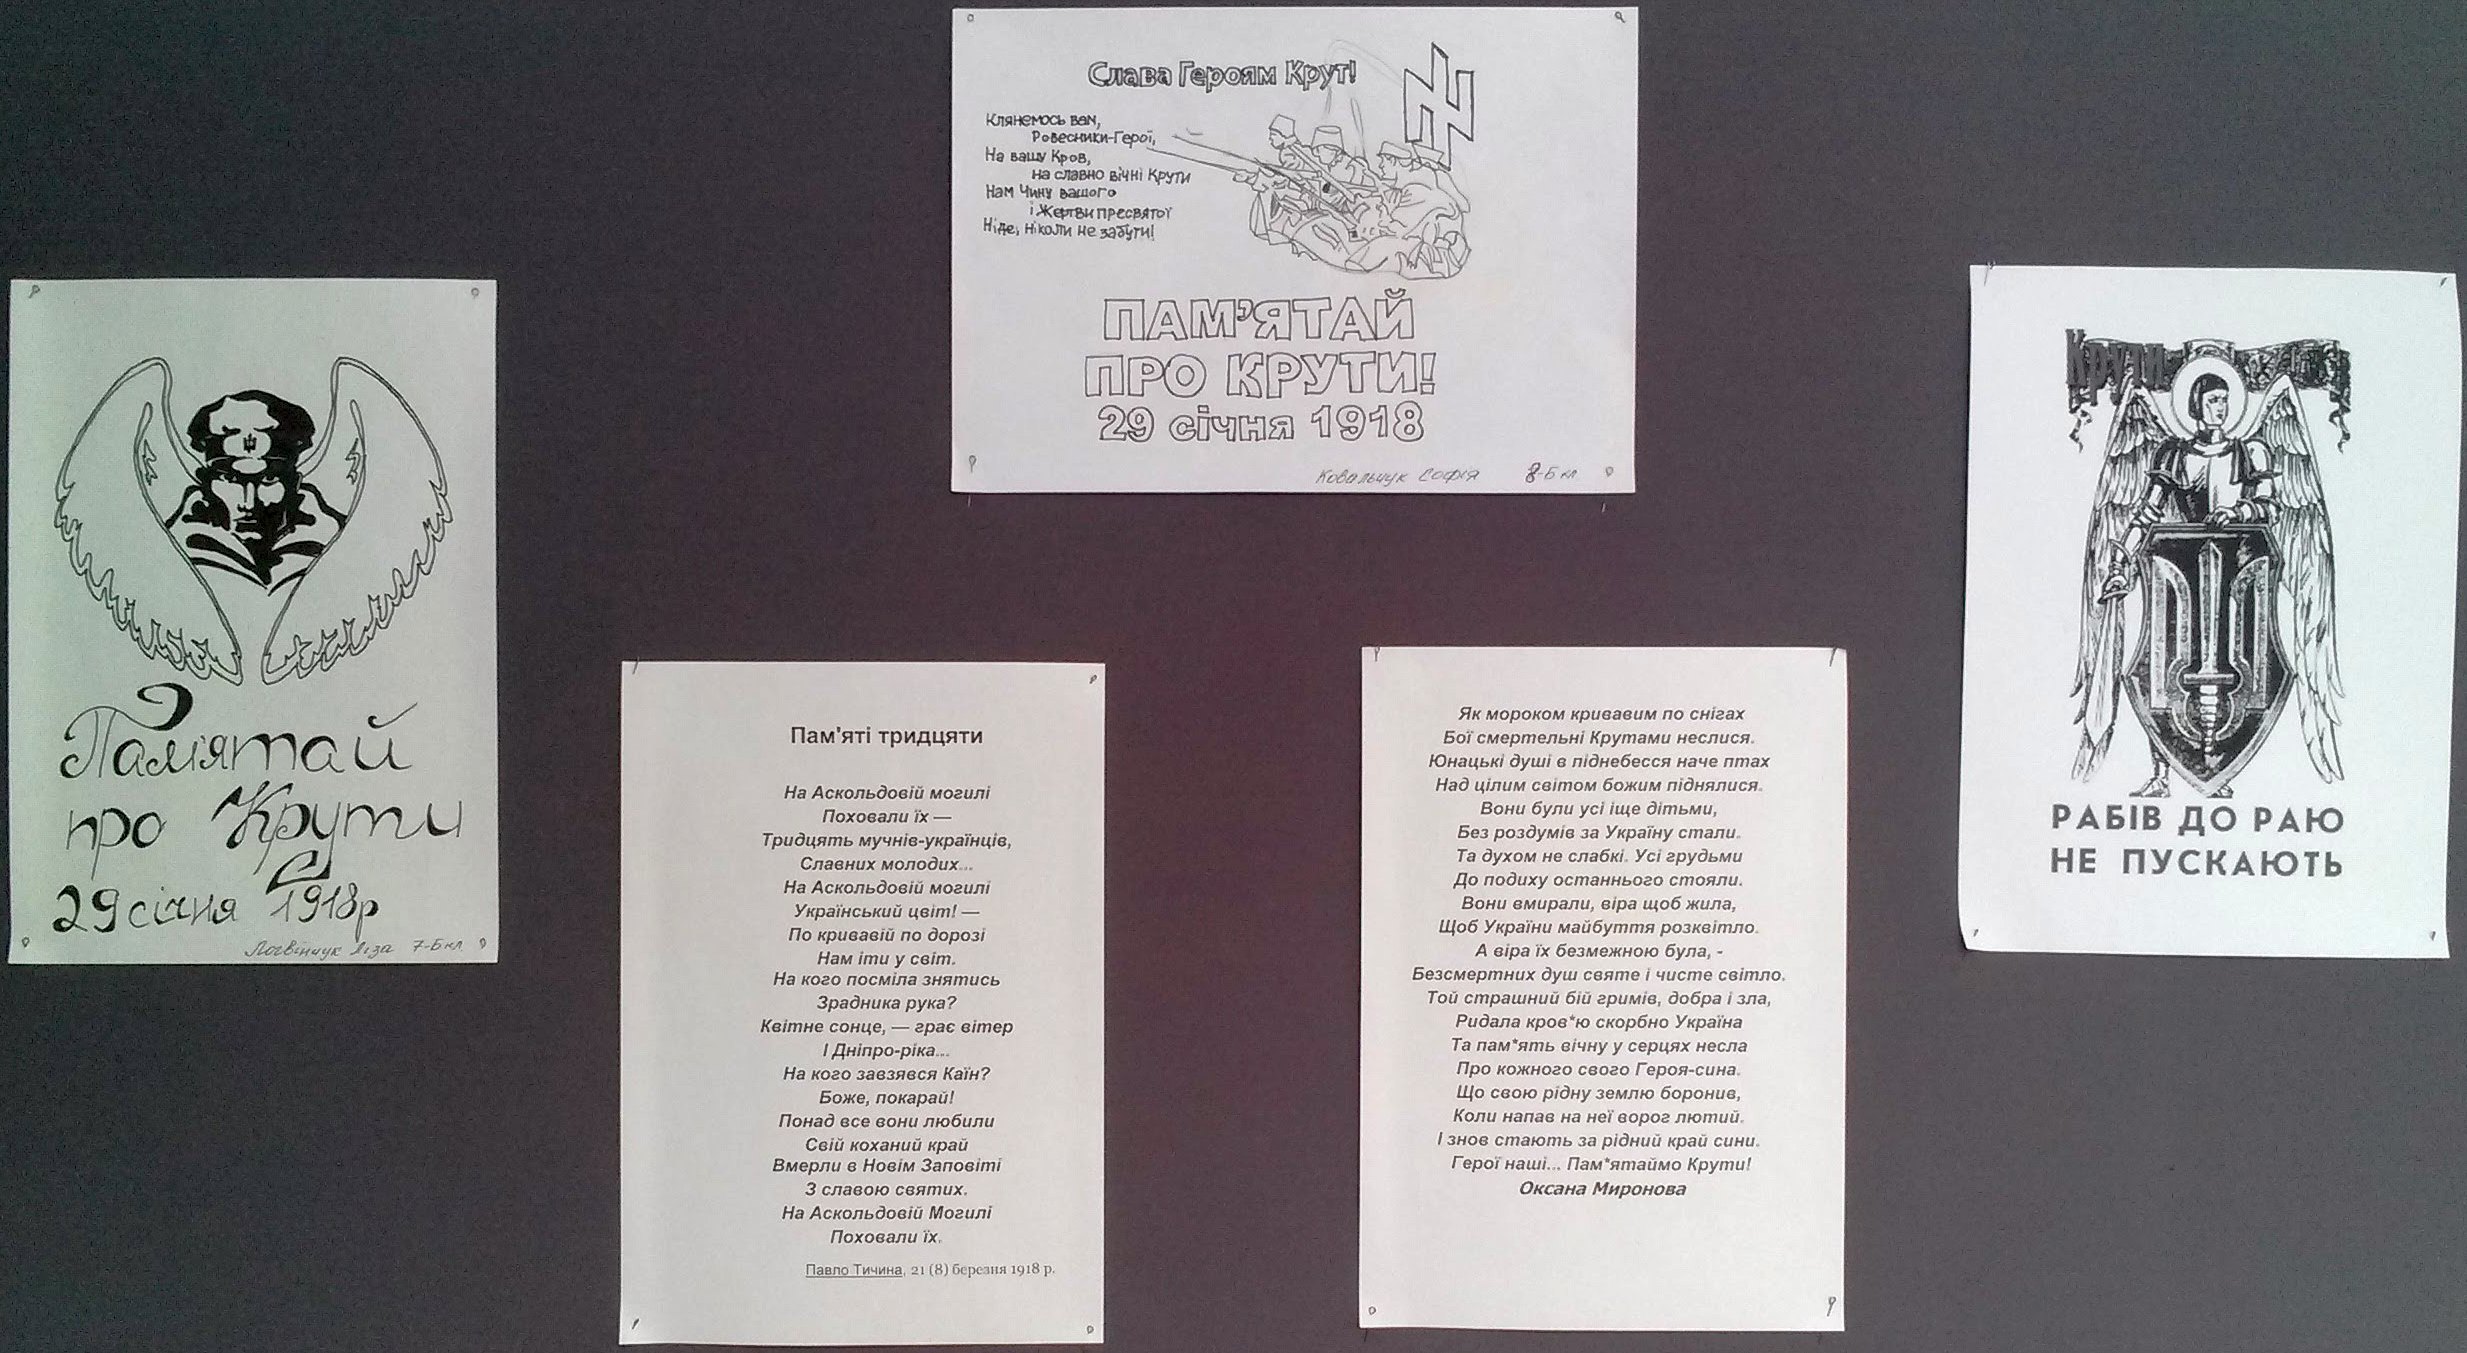 Слава Героям Крут!
Клянемось вам,
Ровесники-Герої,
На вашу Кров,
на славно вічні Крути
Нам Чину вашого
і Жертви пресвятої
Ніде, ніколи не забути!
ПАМ'ЯТАЙ
ПРО КРУТИ!
29 січня 1918
Ковальчук Софія 8-Б кл
Пам'ятай
про Крути
29 січня 1918р
Логвінчук Ліза 7-Б кл
Пам'яті тридцяти
На Аскольдовій могилі
Поховали їх —
Тридцять мучнів-українців,
Славних молодих...
На Аскольдовій могилі
Український цвіт! —
По кривавій по дорозі
Нам іти у світ.
На кого посміла знятись
Зрадника рука?
Квітне сонце, — грає вітер
І Дніпро-ріка...
На кого завзявся Каїн?
Боже, покарай!
Понад все вони любили
Свій коханий край
Вмерли в Новім Заповіті
З славою святих.
На Аскольдовій Могилі
Поховали їх.
Павло Тичина, 21 (8) березня 1918 р.
Як мороком кривавим по снігах
Бої смертельні Крутами неслися.
Юнацькі душі в піднебесся наче птах
Над цілим світом божим піднялися.
Вони були усі іще дітьми,
Без роздумів за Україну стали.
Та духом не слабкі. Усі грудьми
До подиху останнього стояли.
Вони вмирали, віра щоб жила,
Щоб України майбуття розквітло.
А віра їх безмежною була, -
Безсмертних душ святе і чисте світло.
Той страшний бій гримів, добра і зла,
Ридала кров*ю скорбно Україна
Та пам*ять вічну у серцях несла
Про кожного свого Героя-сина.
Що свою рідну землю боронив,
Коли напав на неї ворог лютий.
І знов стають за рідний край сини.
Герої наші... Пам*ятаймо Крути!
Оксана Миронова
Крути
РАБІВ ДО РАЮ
НЕ ПУСКАЮТЬ